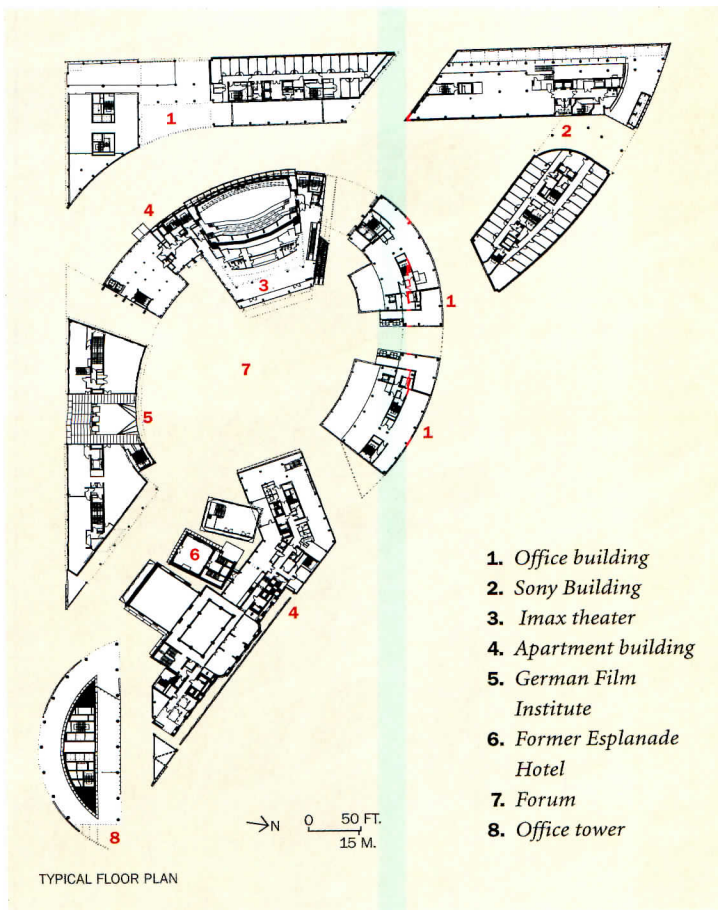 1
2
4
3
1
7
5
1
6
4
8
1. Office building
2. Sony Building
3. Imax theater
4. Apartment building
5. German Film
Institute
6. Former Esplanade
Hotel
7. Forum
8. Office tower
N
0 50 FT.
15 M.
TYPICAL FLOOR PLAN